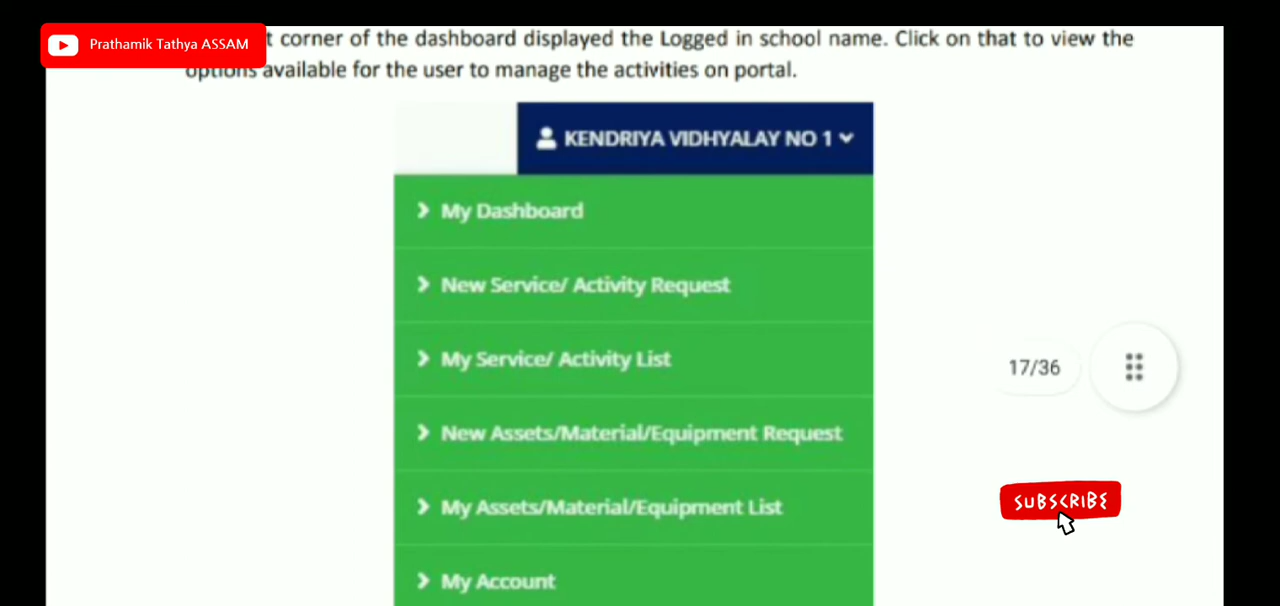 Prathamik Tathya ASSAM
t corner of the dashboard displayed the Logged in school name. Click on that to view the
options available for the user to manage the activities on portal.
KENDRIYA VIDHYALAY NO 1
My Dashboard
New Service/ Activity Request
My Service/ Activity List
17/36
New Assets/Material/Equipment Request
My Assets/Material/Equipment List
SUBSCRIBE
My Account